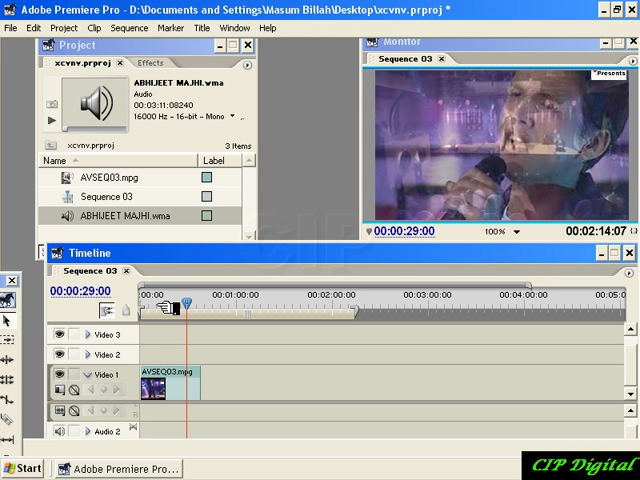 Adobe Premiere Pro - D:\Documents and Settings\Masum Billah\Desktop\xcvnv.prproj *
File Edit Project Clip Sequence Marker Title Window Help
Project
xcvnv.prproj Effects
ABHIJEET MAJHI.wma
Audio
00:03:11:08240
16000 Hz - 16-bit - Mono
xcvnv.prproj 3 Items
Name Label
AVSEQ03.mpg
Sequence 03
ABHIJEET MAJHI.wma
Monitor
Sequence 03
Presents
00:00:29:00 100% 00:02:14:07
CIP
Timeline
Sequence 03
00:00:29:00
00:00 00:01:00:00 00:02:00:00 00:03:00:00 00:04:00:00 00:05:0
Video 3
Video 2
Video 1
AVSEQ03.mpg
Audio 2
Start Adobe Premiere Pro...
CIP Digital